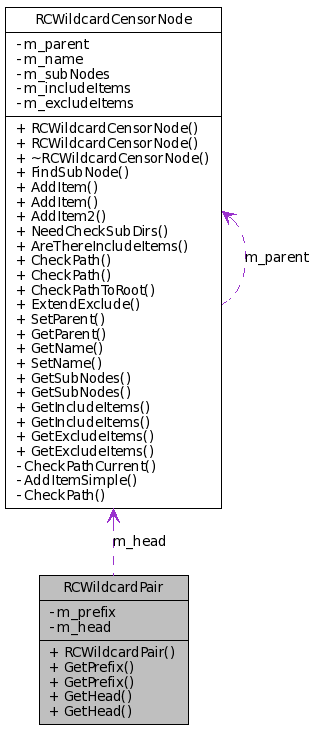 RCWildcardCensorNode
- m_parent
- m_name
- m_subNodes
- m_includeItems
- m_excludeItems
+ RCWildcardCensorNode()
+ RCWildcardCensorNode()
+ ~RCWildcardCensorNode()
+ FindSubNode()
+ AddItem()
+ AddItem()
+ AddItem2()
+ NeedCheckSubDirs()
+ AreThereIncludeItems()
+ CheckPath()
+ CheckPath()
+ CheckPathToRoot()
+ ExtendExclude()
+ SetParent()
+ GetParent()
+ GetName()
+ SetName()
+ GetSubNodes()
+ GetSubNodes()
+ GetIncludeItems()
+ GetIncludeItems()
+ GetExcludeItems()
+ GetExcludeItems()
- CheckPathCurrent()
- AddItemSimple()
- CheckPath()
m_parent
m_head
RCWildcardPair
- m_prefix
- m_head
+ RCWildcardPair()
+ GetPrefix()
+ GetPrefix()
+ GetHead()
+ GetHead()